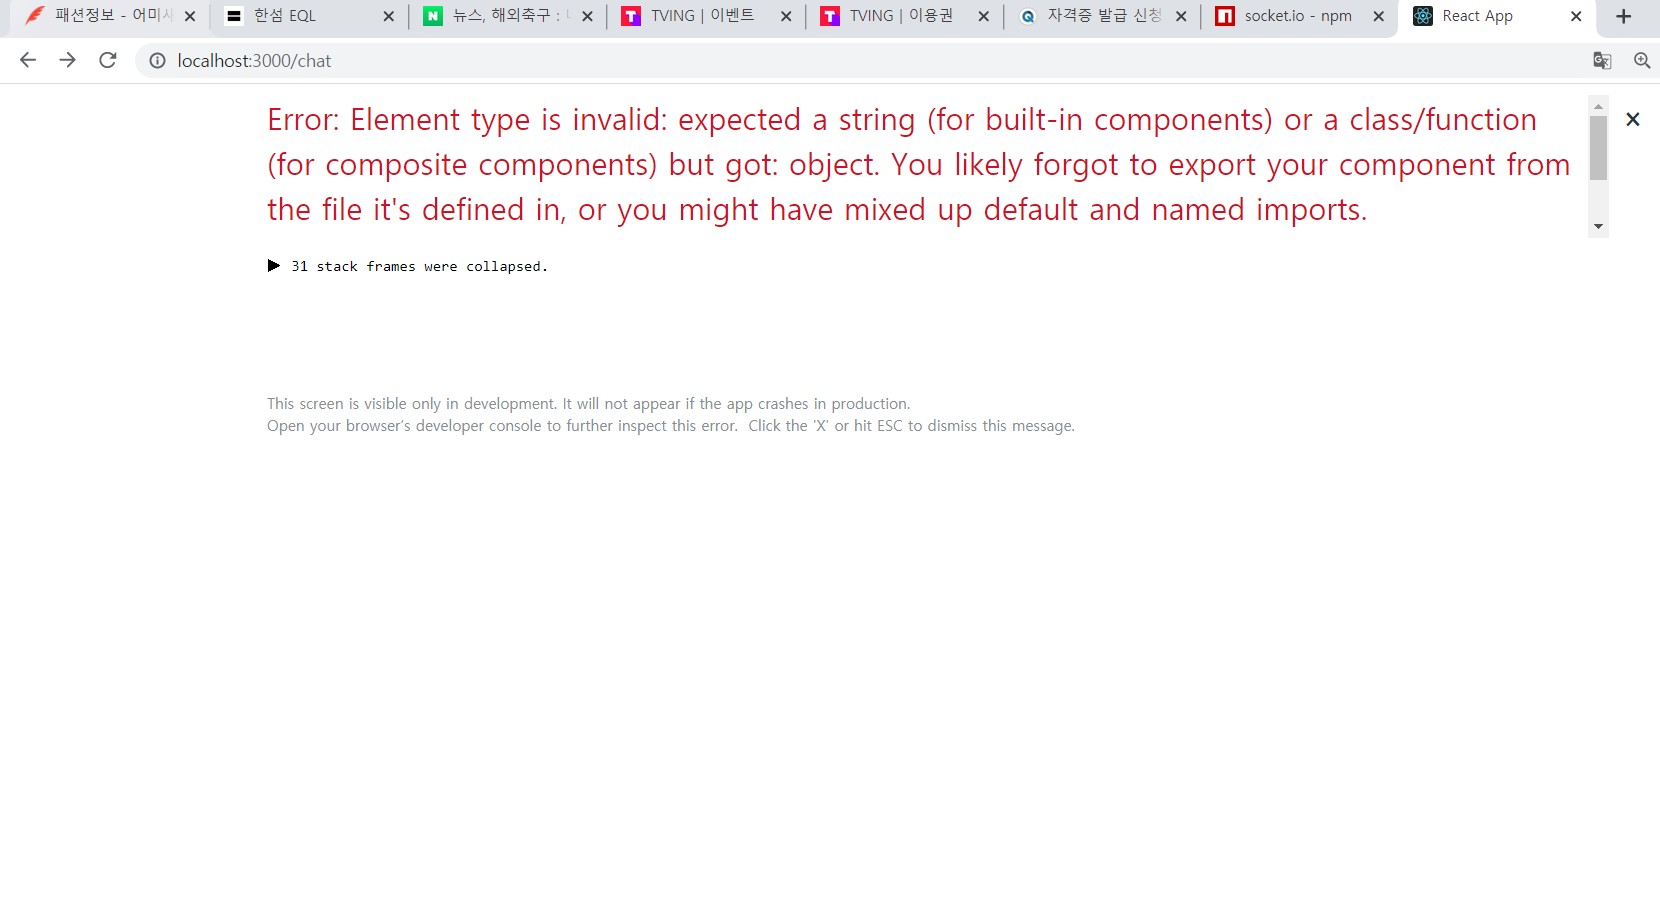 패션정보 - 어미새
한섬 EQL
뉴스, 해외축구 :
TVING | 이벤트
TVING | 이용권
자격증 발급 신청
socket.io - npm
React App
localhost:3000/chat
Error: Element type is invalid: expected a string (for built-in components) or a class/function
(for composite components) but got: object. You likely forgot to export your component from
the file it's defined in, or you might have mixed up default and named imports.
31 stack frames were collapsed.
This screen is visible only in development. It will not appear if the app crashes in production.
Open your browser’s developer console to further inspect this error.  Click the 'X' or hit ESC to dismiss this message.